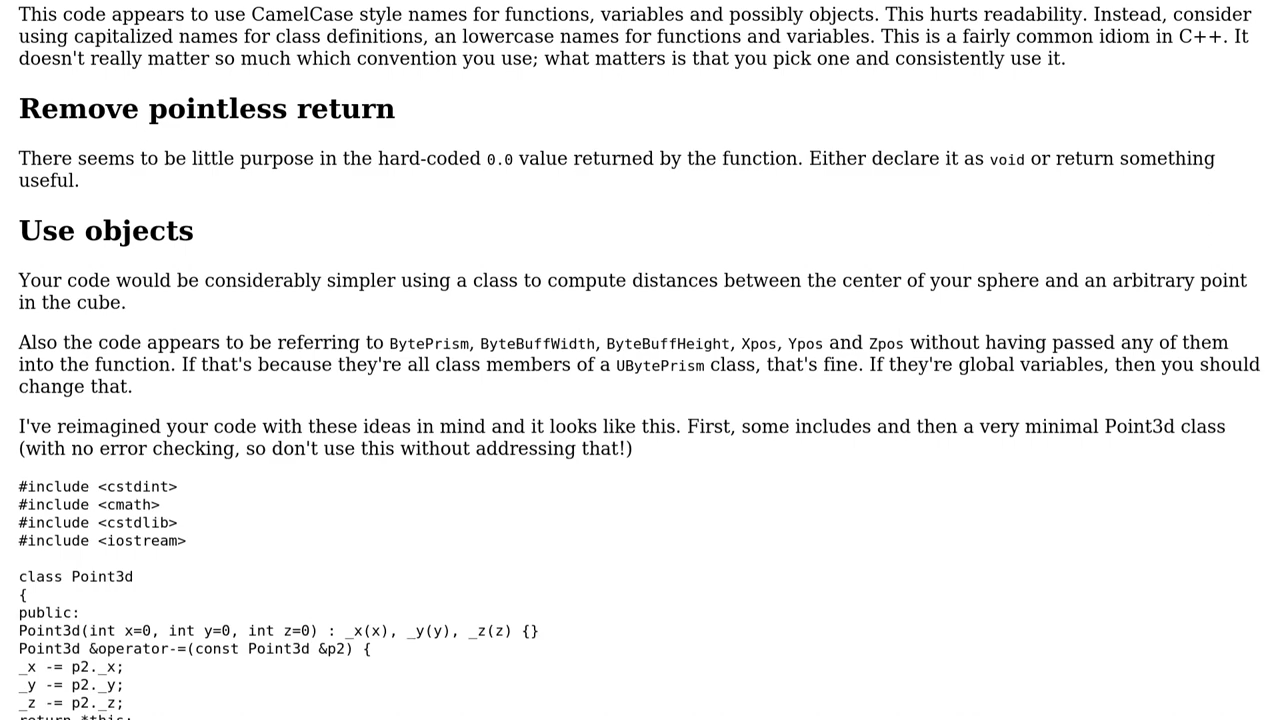 This code appears to use CamelCase style names for functions, variables and possibly objects. This hurts readability. Instead, consider
using capitalized names for class definitions, an lowercase names for functions and variables. This is a fairly common idiom in C++. It
doesn't really matter so much which convention you use; what matters is that you pick one and consistently use it.
Remove pointless return
There seems to be little purpose in the hard-coded 0.0 value returned by the function. Either declare it as void or return something
useful.
Use objects
Your code would be considerably simpler using a class to compute distances between the center of your sphere and an arbitrary point
in the cube.
Also the code appears to be referring to BytePrism, ByteBuffWidth, ByteBuffHeight, Xpos, Ypos and Zpos without having passed any of them
into the function. If that's because they're all class members of a UBytePrism class, that's fine. If they're global variables, then you should
change that.
I've reimagined your code with these ideas in mind and it looks like this. First, some includes and then a very minimal Point3d class
(with no error checking, so don't use this without addressing that!)
#include <cstdint>
#include <cmath>
#include <cstdlib>
#include <iostream>
class Point3d
{
public:
Point3d(int x=0, int y=0, int z=0) : _x(x), _y(y), _z(z) {}
Point3d &operator-=(const Point3d &p2) {
_x -= p2._x;
_y -= p2._y;
_z -= p2._z;
return *this;